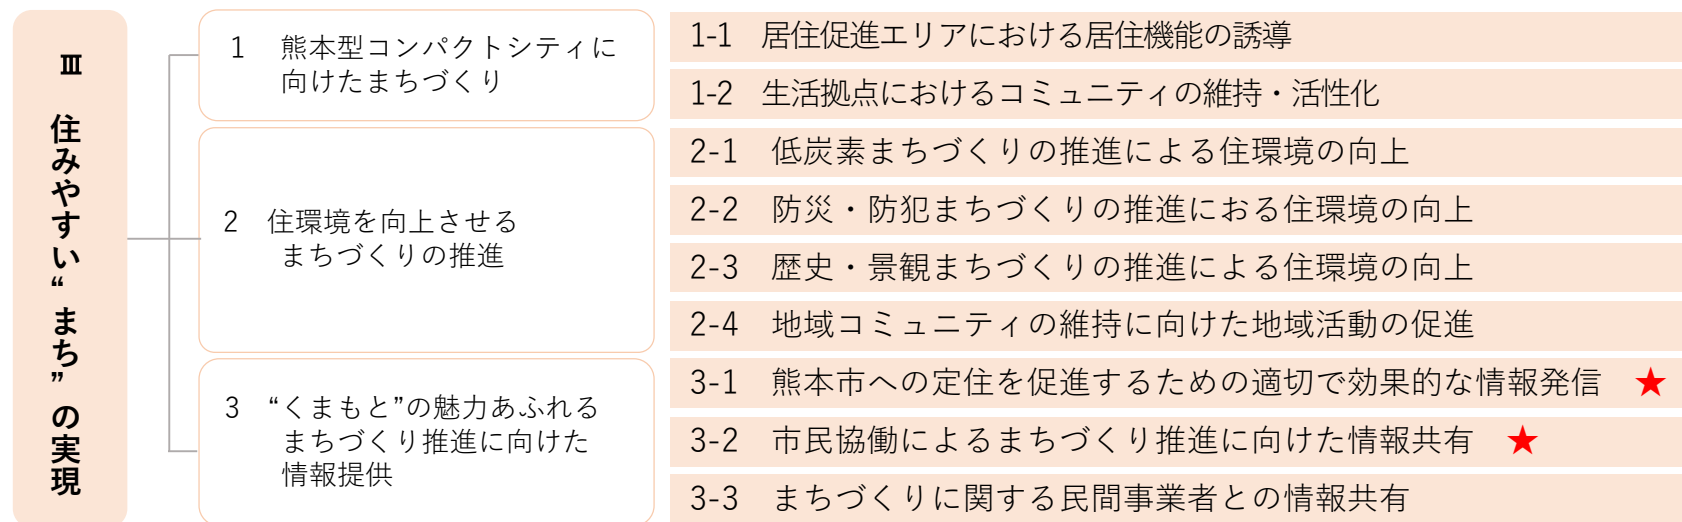 Ⅲ 住みやすい“まち”の実現
1 熊本型コンパクトシティに
向けたまちづくり
1-1 居住促進エリアにおける居住機能の誘導
1-2 生活拠点におけるコミュニティの維持・活性化
2 住環境を向上させる
まちづくりの推進
2-1 低炭素まちづくりの推進による住環境の向上
2-2 防災・防犯まちづくりの推進におる住環境の向上
2-3 歴史・景観まちづくりの推進による住環境の向上
2-4 地域コミュニティの維持に向けた地域活動の促進
3 “くまもと”の魅力あふれる
まちづくり推進に向けた
情報提供
3-1 熊本市への定住を促進するための適切で効果的な情報発信 ★
3-2 市民協働によるまちづくり推進に向けた情報共有 ★
3-3 まちづくりに関する民間事業者との情報共有